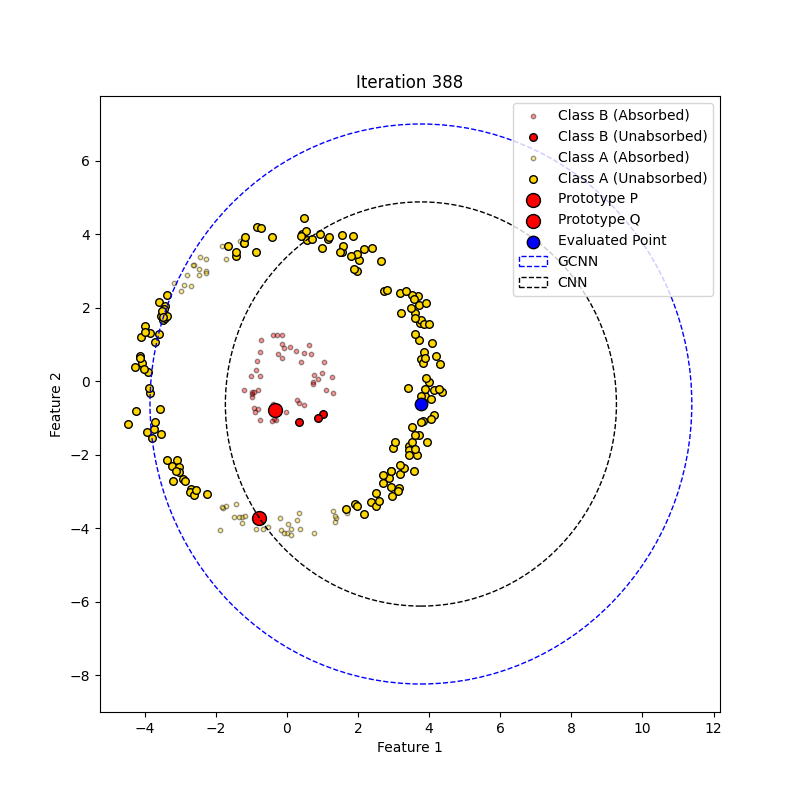 Iteration 388
Class B (Absorbed)
Class B (Unabsorbed)
Class A (Absorbed)
Class A (Unabsorbed)
Prototype P
Prototype Q
Evaluated Point
GCNN
CNN
6
4
2
0
−2
−4
−6
−8
Feature 2
−4 −2 0 2 4 6 8 10 12
Feature 1